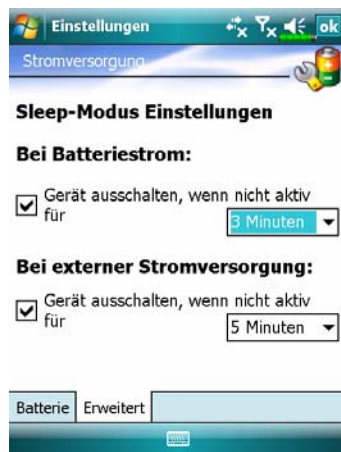 Einstellungen
ok
Stromversorgung
Sleep-Modus Einstellungen
Bei Batteriestrom:
Gerät ausschalten, wenn nicht aktiv
für
3 Minuten
Bei externer Stromversorgung:
Gerät ausschalten, wenn nicht aktiv
für
5 Minuten
Batterie Erweitert